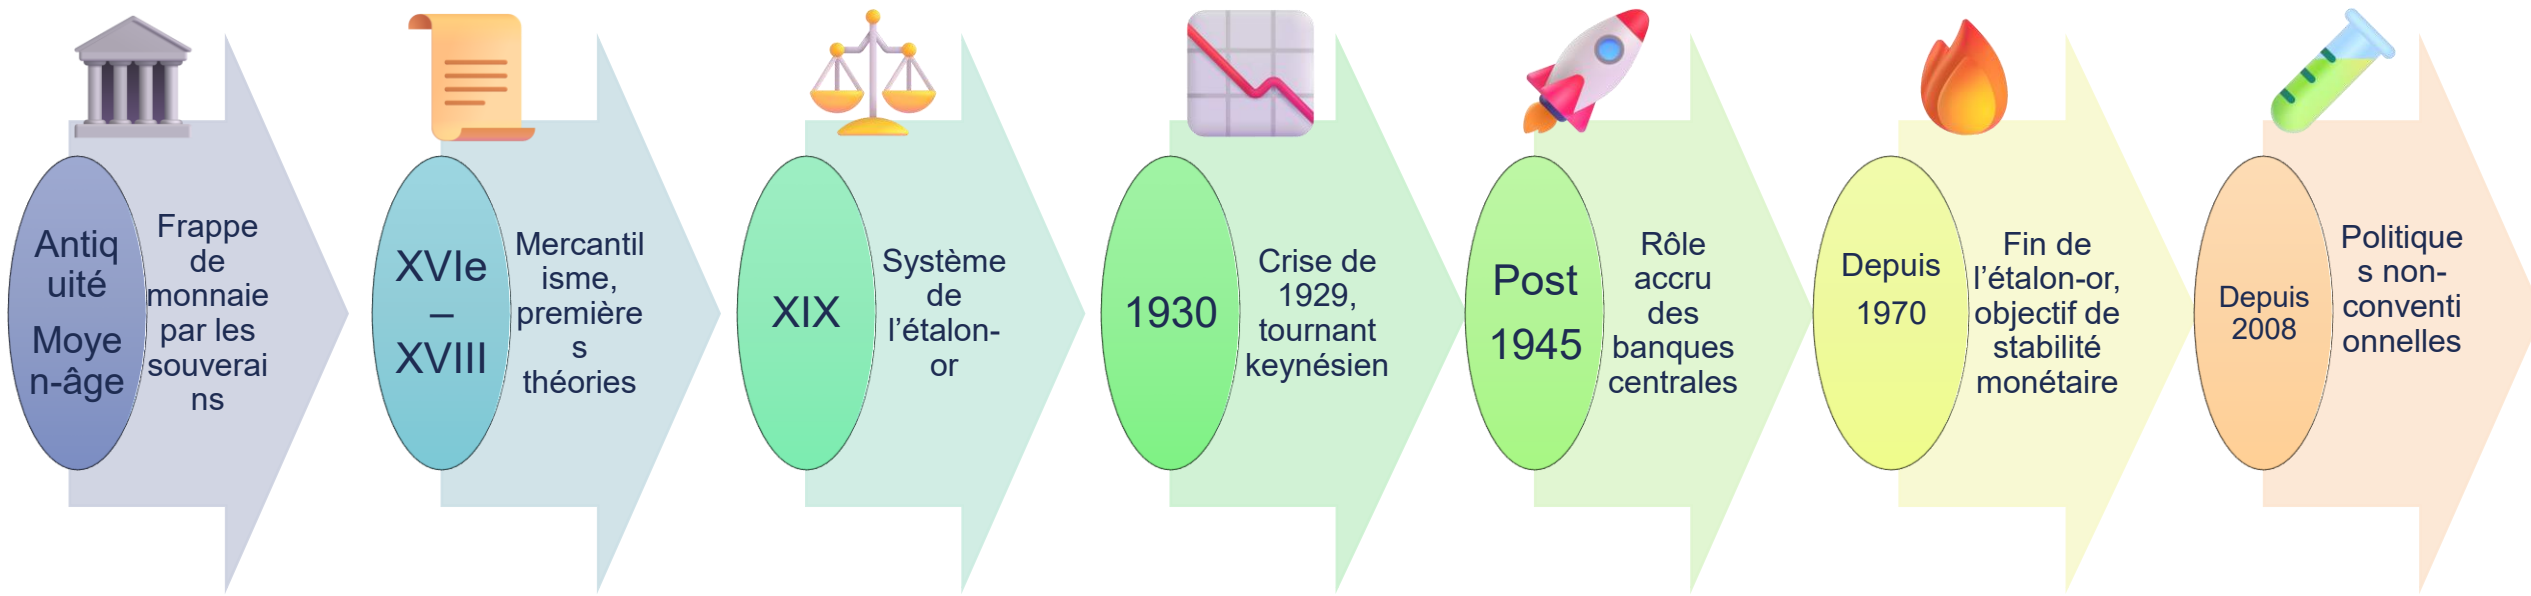 Antiq
uité
Moye
n-âge
Frappe
de
monnaie
par les
souverai
ns
XVIe
–
XVIII
Mercantil
isme,
première
s
théories
XIX
Système
de
l’étalon-
or
1930
Crise de
1929,
tournant
keynésien
Post
1945
Rôle
accru
des
banques
centrales
Depuis
1970
Fin de
l’étalon-or,
objectif de
stabilité
monétaire
Depuis
2008
Politique
s non-
conventi
onnelles